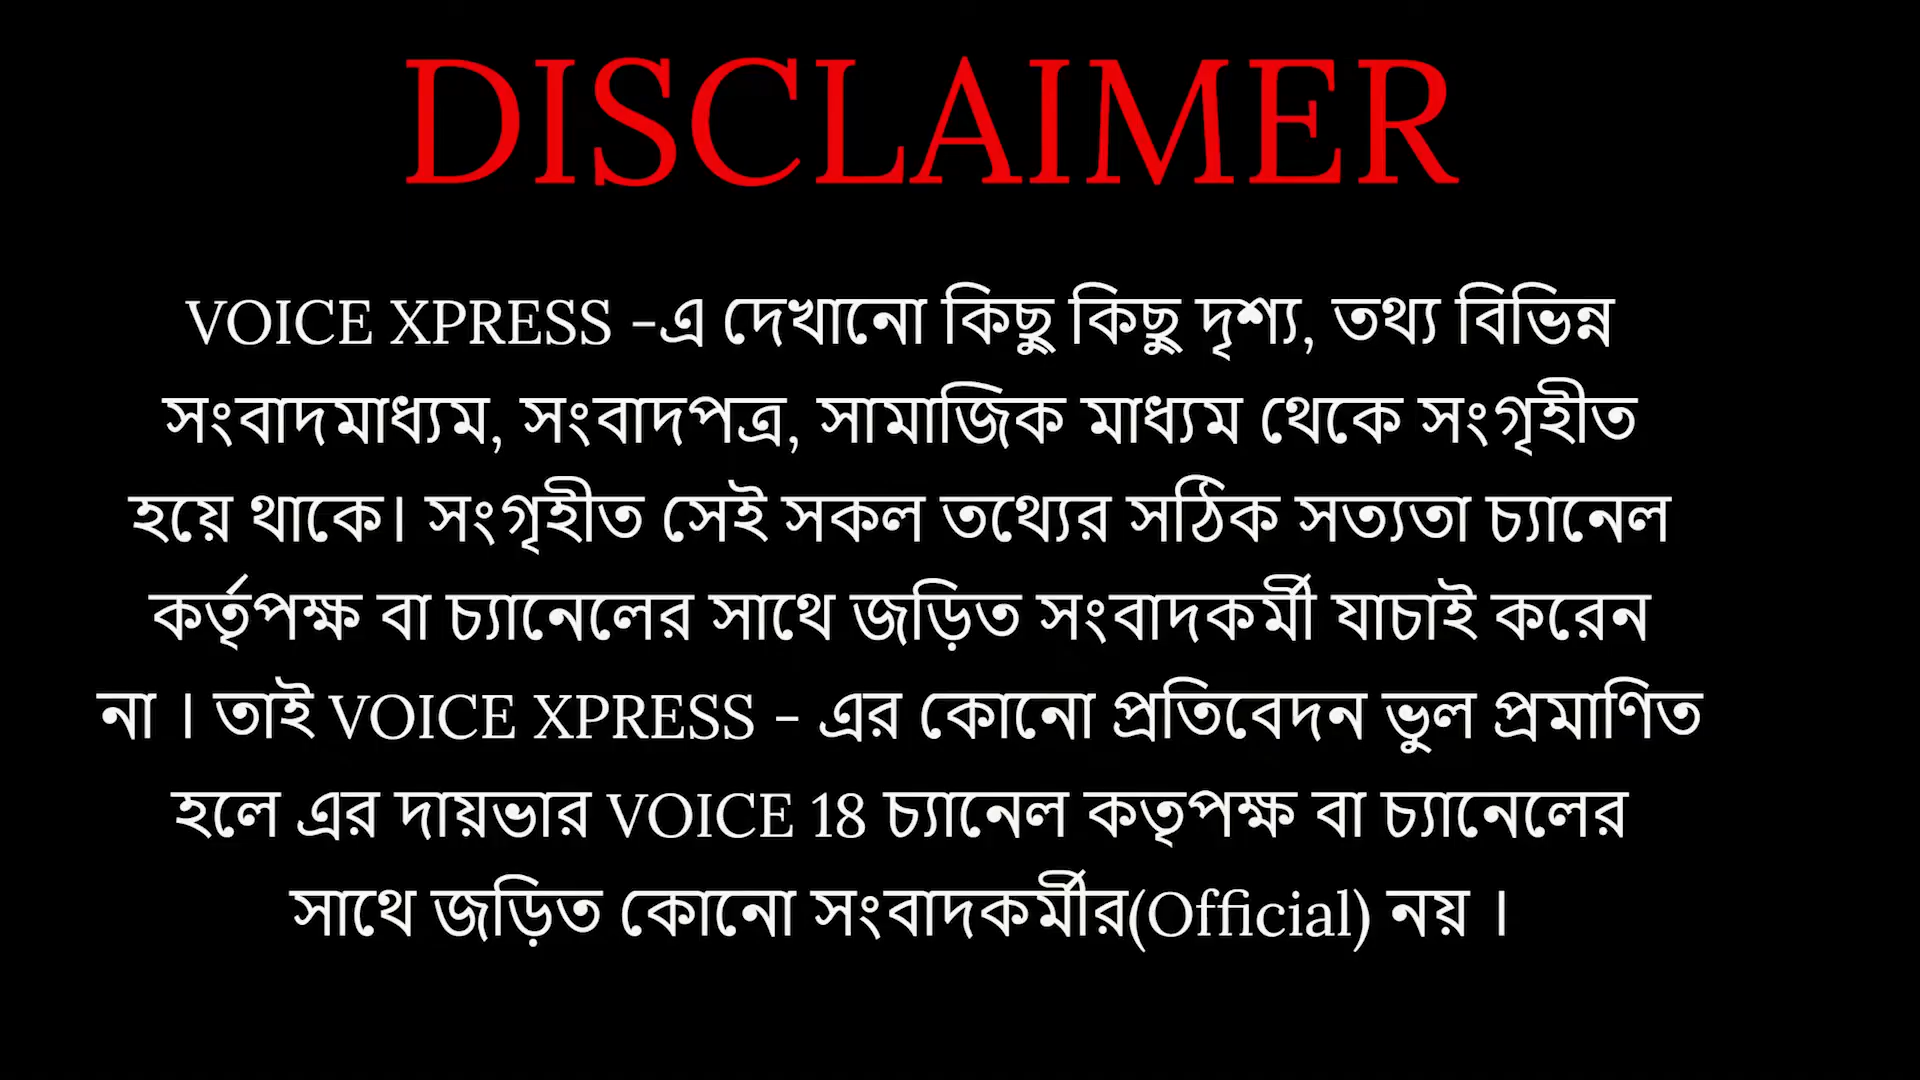 DISCLAIMER
VOICE XPRESS -এ দেখানো কিছু কিছু দৃশ্য, তথ্য বিভিন্ন
সংবাদমাধ্যম, সংবাদপত্র, সামাজিক মাধ্যম থেকে সংগৃহীত
হয়ে থাকে। সংগৃহীত সেই সকল তথ্যের সঠিক সত্যতা চ্যানেল
কর্তৃপক্ষ বা চ্যানেলের সাথে জড়িত সংবাদকর্মী যাচাই করেন
না । তাই VOICE XPRESS - এর কোনো প্রতিবেদন ভুল প্রমাণিত
হলে এর দায়ভার VOICE 18 চ্যানেল কতৃপক্ষ বা চ্যানেলের
সাথে জড়িত কোনো সংবাদকর্মীর(Official) নয় ।